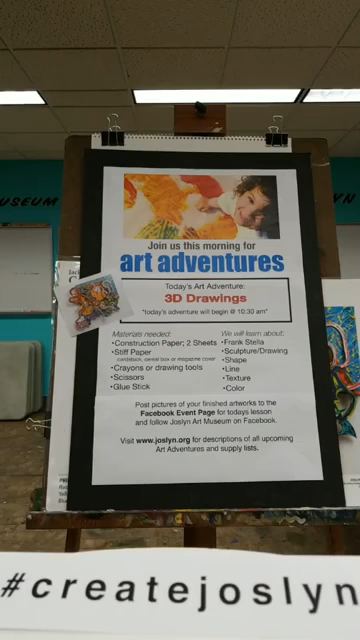 USEUM
Join us this morning for
art adventures
Today's Art Adventure:
3D Drawings
*today's adventure will begin @ 10:30 am*
Materials needed:
•Construction Paper; 2 Sheets
•Stiff Paper
cardstock, cereal box or magazine cover
•Crayons or drawing tools
•Scissors
•Glue Stick
We will learn about:
•Frank Stella
•Sculpture/Drawing
•Shape
•Line
•Texture
•Color
Post pictures of your finished artworks to the
Facebook Event Page for todays lesson
and follow Joslyn Art Museum on Facebook.
Visit www.joslyn.org for descriptions of all upcoming
Art Adventures and supply lists.
#createjoslyn